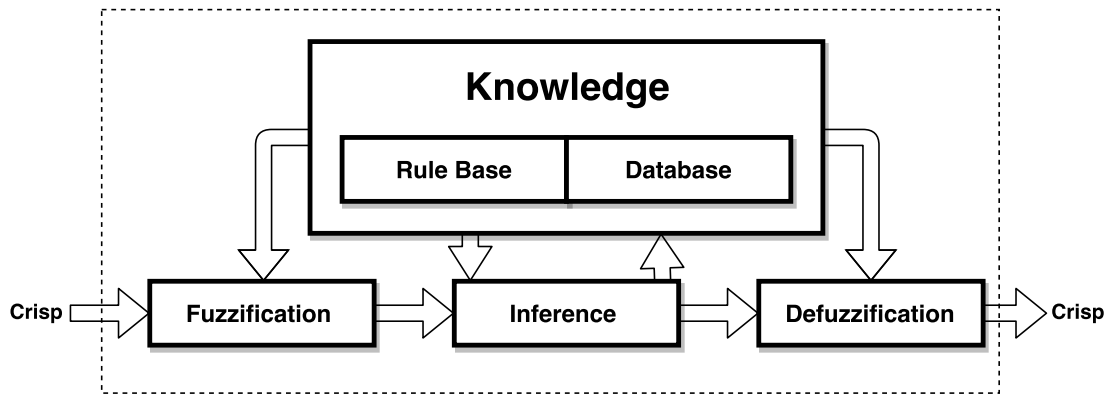 Knowledge
Rule Base
Database
Crisp
Fuzzification
Inference
Defuzzification
Crisp